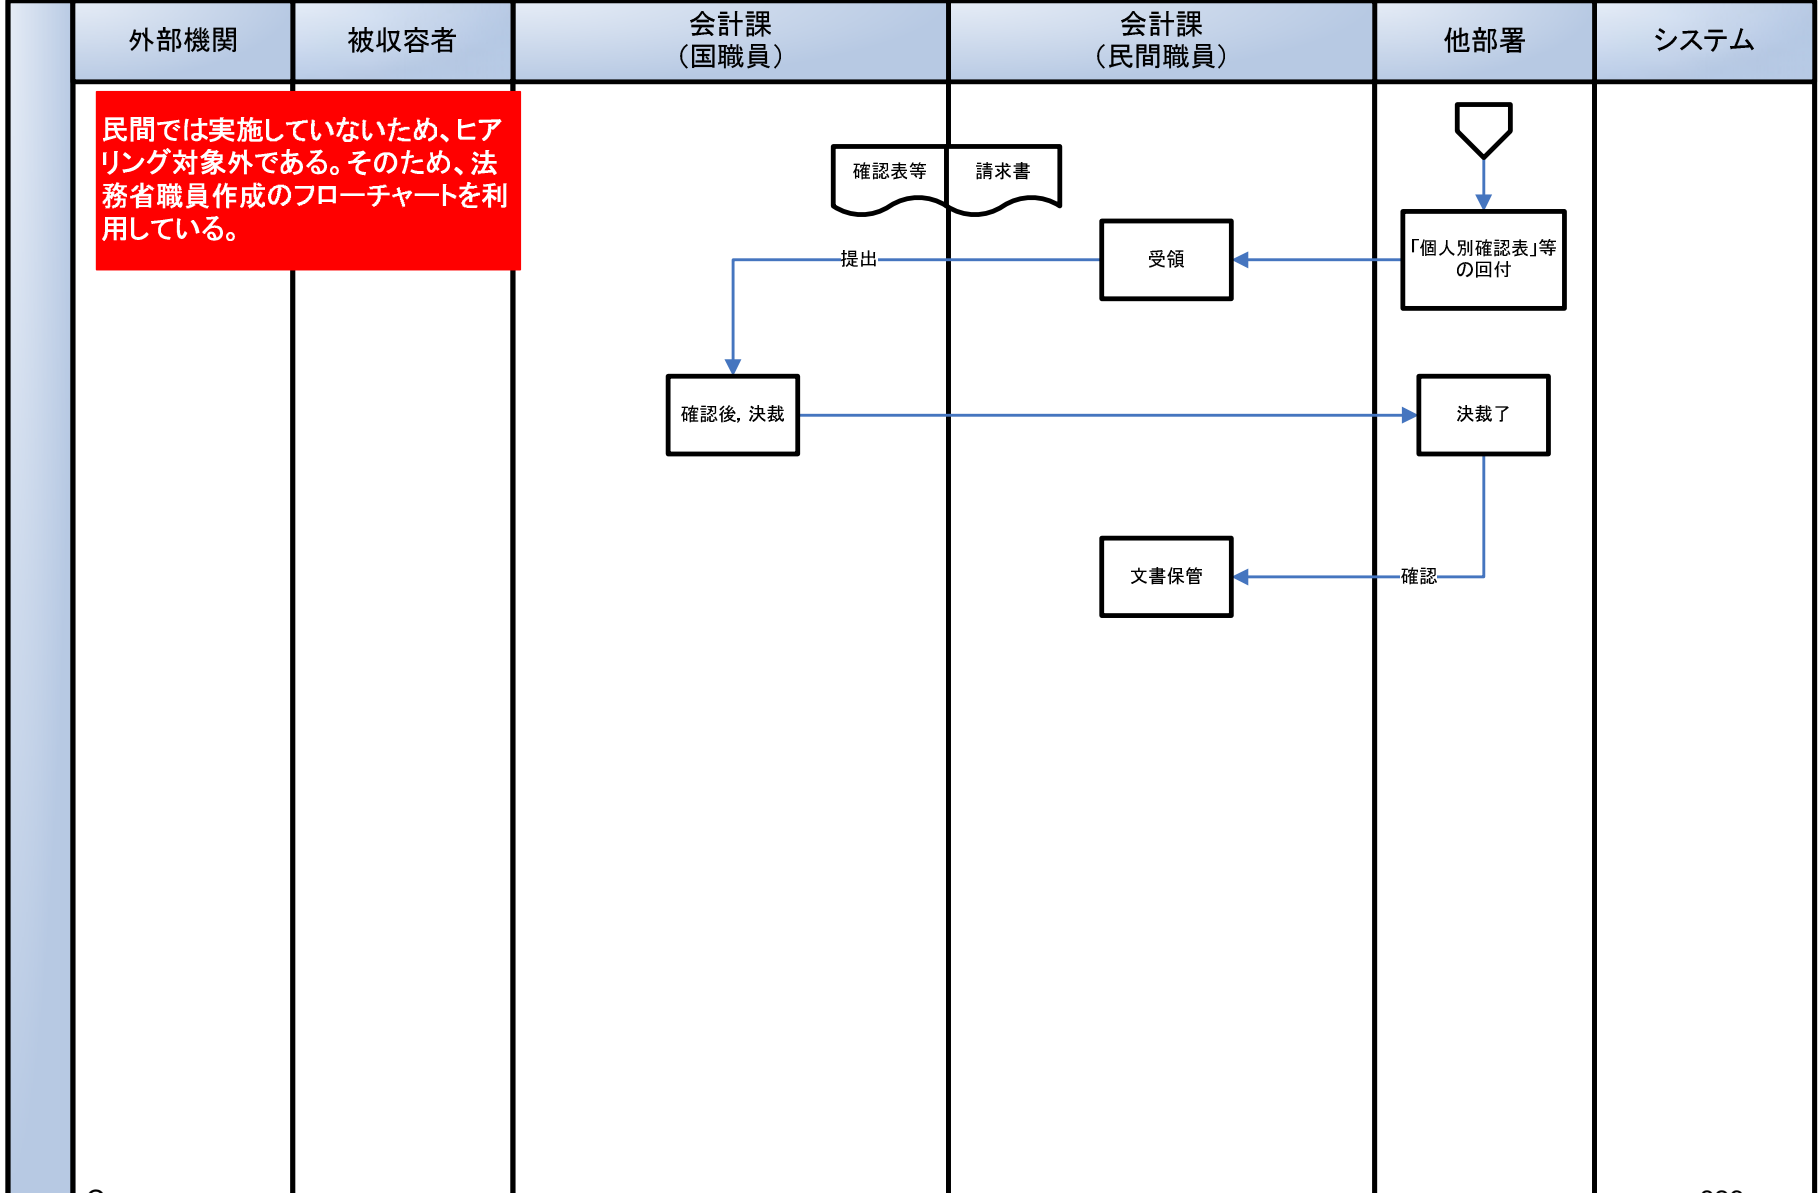 外部機関
被収容者
会計課
（国職員）
会計課
（民間職員）
他部署
システム
民間では実施していないため、ヒア
リング対象外である。そのため、法
務省職員作成のフローチャートを利
用している。
確認表等
請求書
「個人別確認表」等
の回付
受領
提出
確認後，決裁
決裁了
確認
文書保管